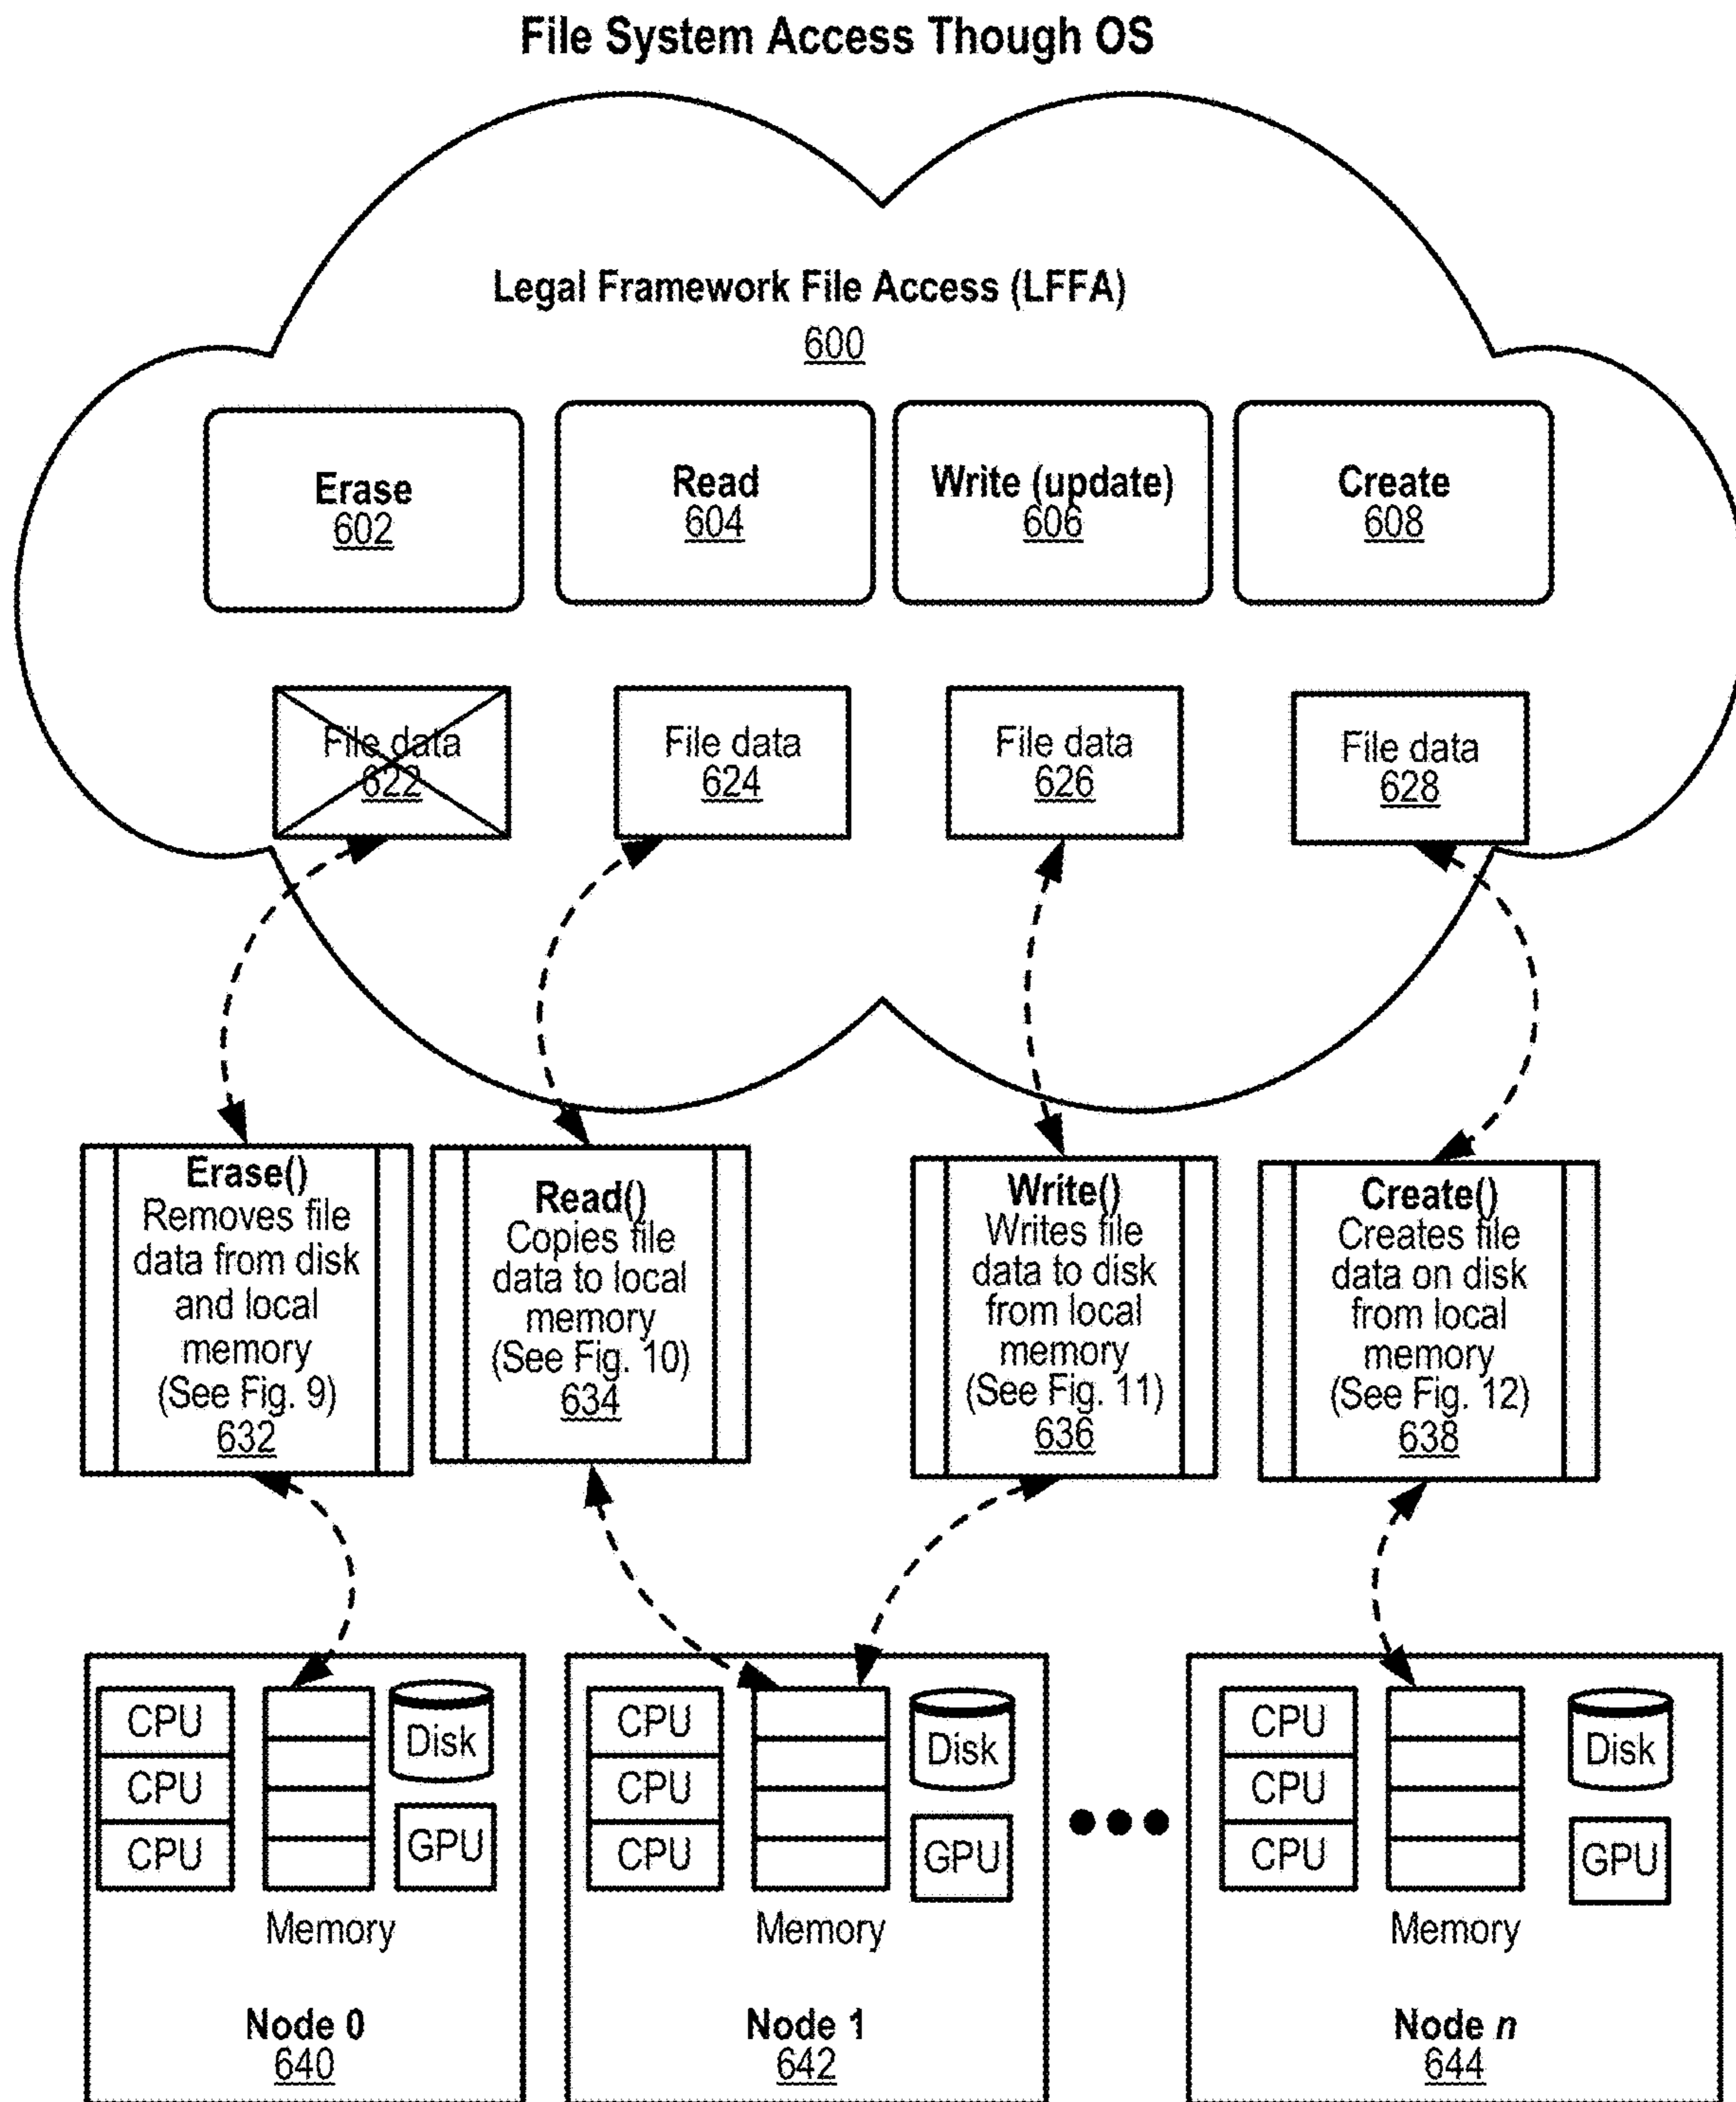 File System Access Though OS
Legal Framework File Access (LFFA)
600
Erase
602
Read
604
Write (update)
606
Create
608
File data
622
File data
624
File data
626
File data
628
Erase()
Removes file
data from disk
and local
memory
(See Fig. 9)
632
Read()
Copies file
data to local
memory
(See Fig. 10)
634
Write()
Writes file
data to disk
from local
memory
(See Fig. 11)
636
Create()
Creates file
data on disk
from local
memory
(See Fig. 12)
638
CPU
CPU
CPU
Disk
GPU
Memory
Node 0
640
CPU
CPU
CPU
Disk
GPU
Memory
Node 1
642
CPU
CPU
CPU
Disk
GPU
Memory
Node n
644